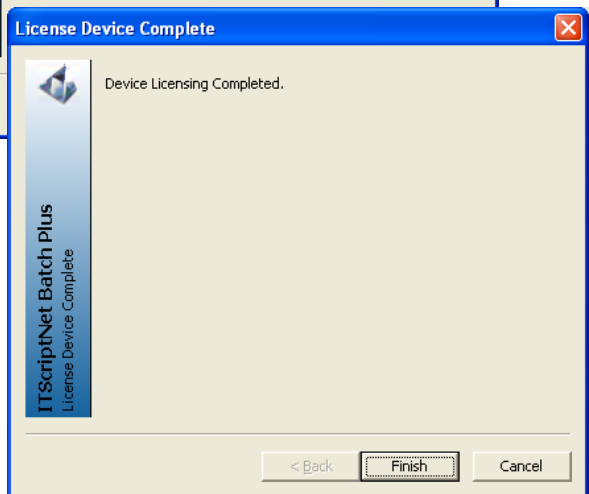 License Device Complete
Device Licensing Completed.
ITScriptNet Batch Plus
License Device Complete
< Back
Finish
Cancel